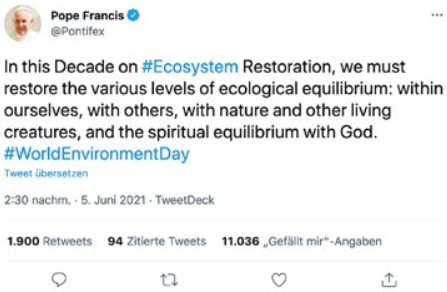 Pope Francis
@Pontifex
In this Decade on #Ecosystem Restoration, we must
restore the various levels of ecological equilibrium: within
ourselves, with others, with nature and other living
creatures, and the spiritual equilibrium with God.
#WorldEnvironmentDay
Tweet übersetzen
2:30 nachm. · 5. Juni 2021 · TweetDeck
1.900 Retweets 94 Zitierte Tweets 11.036 „Gefällt mir“-Angaben